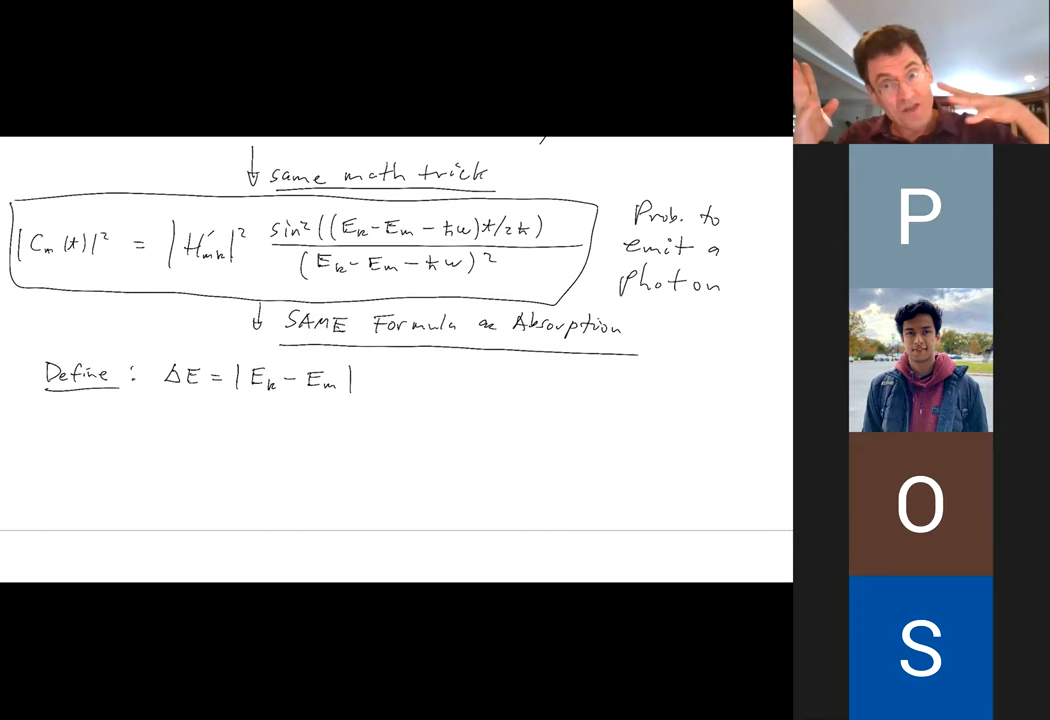 ↓ same math trick
|Cm(t)|² = |H'mk|² sin²((Ek-Em-ħω)t/2ħ) / (Ek-Em-ħω)²
Prob. to
emit a
photon
↓ SAME Formula as Absorption
Define: ΔE = |Ek - Em|
P
O
S